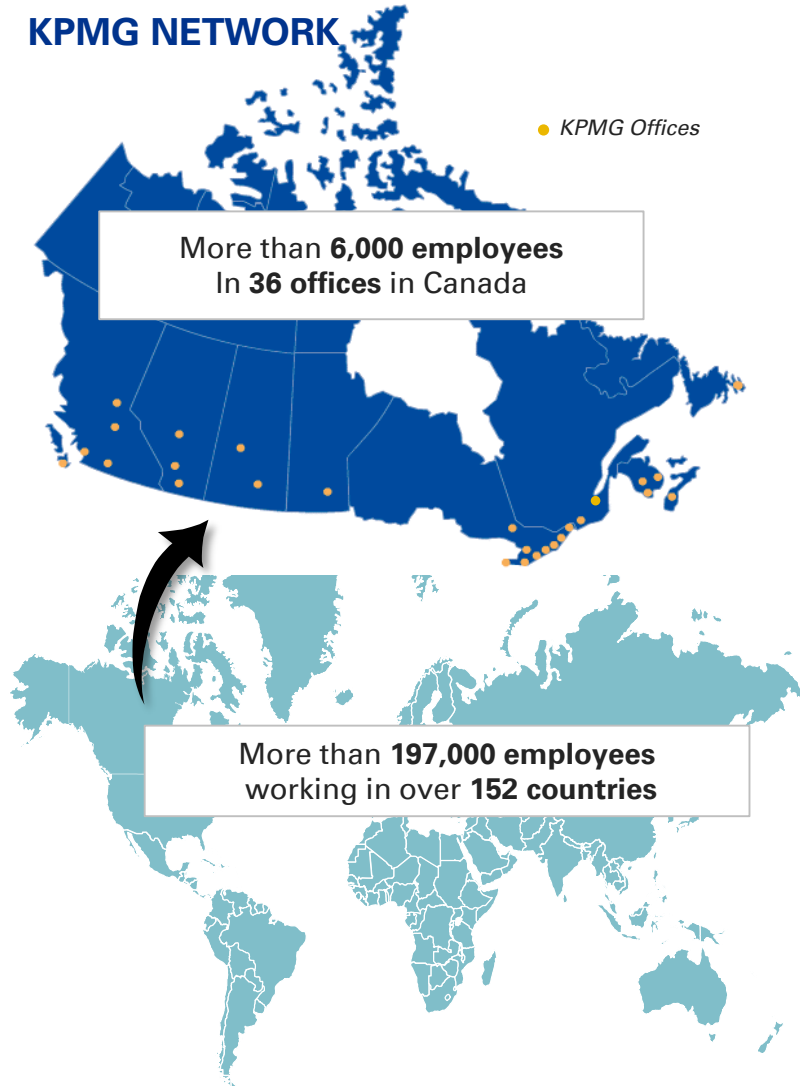 KPMG NETWORK
KPMG Offices
More than 6,000 employees
In 36 offices in Canada
More than 197,000 employees
working in over 152 countries